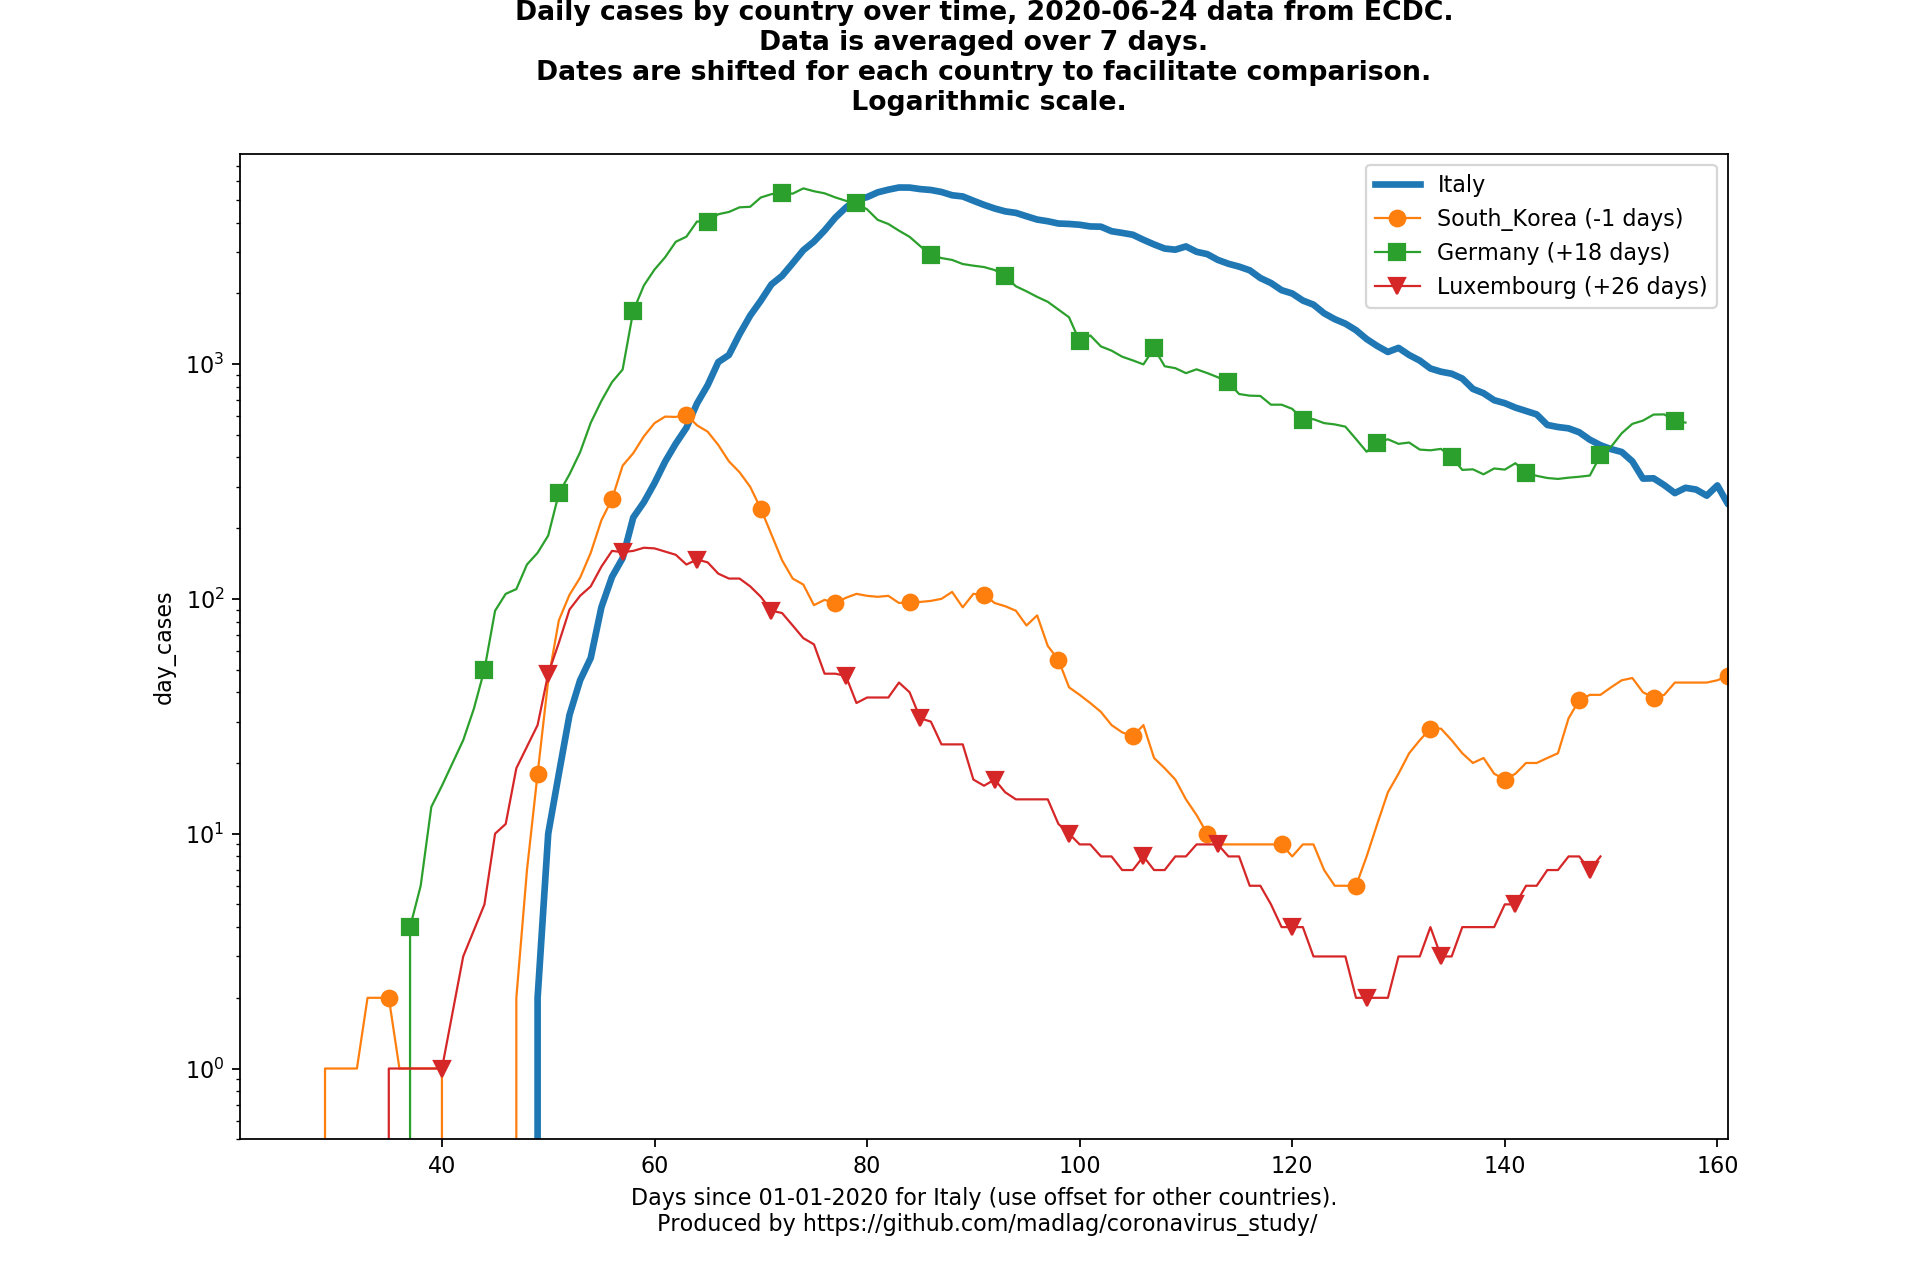 Daily cases by country over time, 2020-06-24 data from ECDC.
Data is averaged over 7 days.
Dates are shifted for each country to facilitate comparison.
Logarithmic scale.
Italy
South_Korea (-1 days)
Germany (+18 days)
Luxembourg (+26 days)
day_cases
10³
10²
10¹
10⁰
40 60 80 100 120 140 160
Days since 01-01-2020 for Italy (use offset for other countries).
Produced by https://github.com/madlag/coronavirus_study/